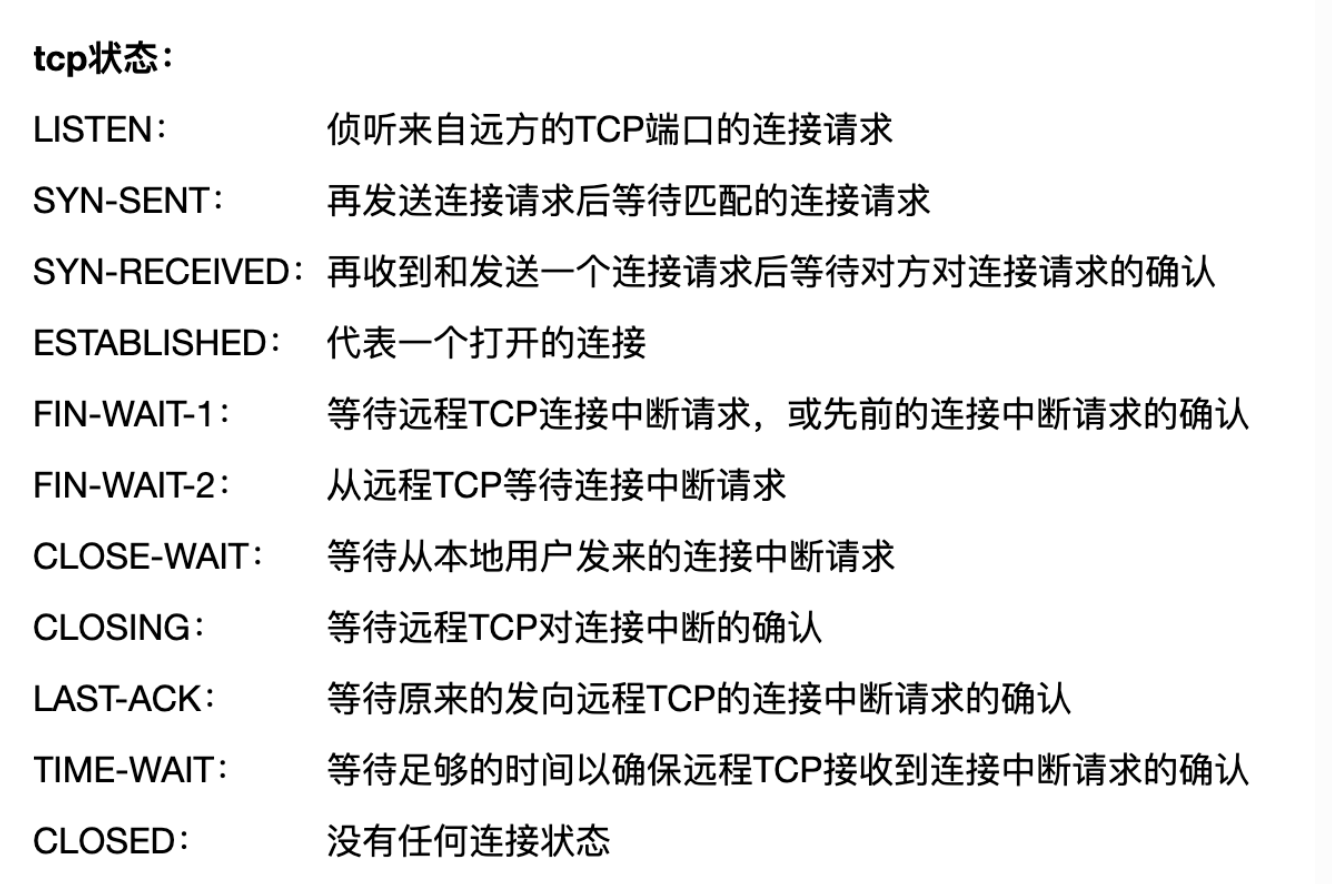 tcp状态：
LISTEN： 侦听来自远方的TCP端口的连接请求
SYN-SENT： 再发送连接请求后等待匹配的连接请求
SYN-RECEIVED：再收到和发送一个连接请求后等待对方对连接请求的确认
ESTABLISHED： 代表一个打开的连接
FIN-WAIT-1： 等待远程TCP连接中断请求，或先前的连接中断请求的确认
FIN-WAIT-2： 从远程TCP等待连接中断请求
CLOSE-WAIT： 等待从本地用户发来的连接中断请求
CLOSING： 等待远程TCP对连接中断的确认
LAST-ACK： 等待原来的发向远程TCP的连接中断请求的确认
TIME-WAIT： 等待足够的时间以确保远程TCP接收到连接中断请求的确认
CLOSED： 没有任何连接状态